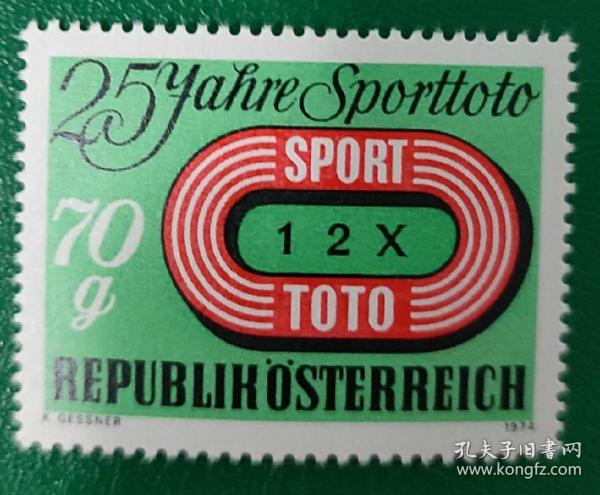 25 Jahre Sporttoto
SPORT
70
g
1 2 X
TOTO
REPUBLIK ÖSTERREICH
K. GESSNER
1974
孔夫子旧書网
www.kongfz.com